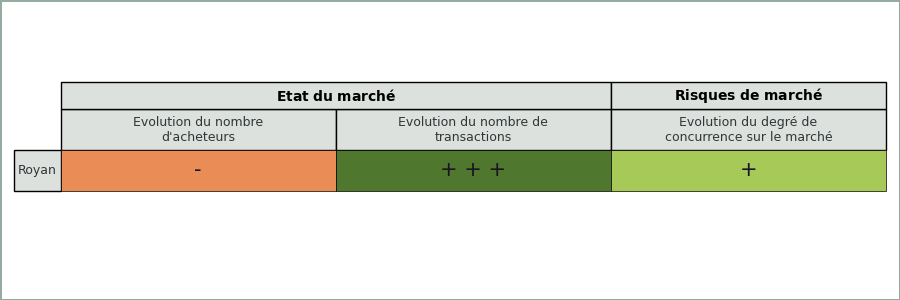 Etat du marché
Risques de marché
Evolution du nombre
d'acheteurs
Evolution du nombre de
transactions
Evolution du degré de
concurrence sur le marché
Royan
-
+ + +
+